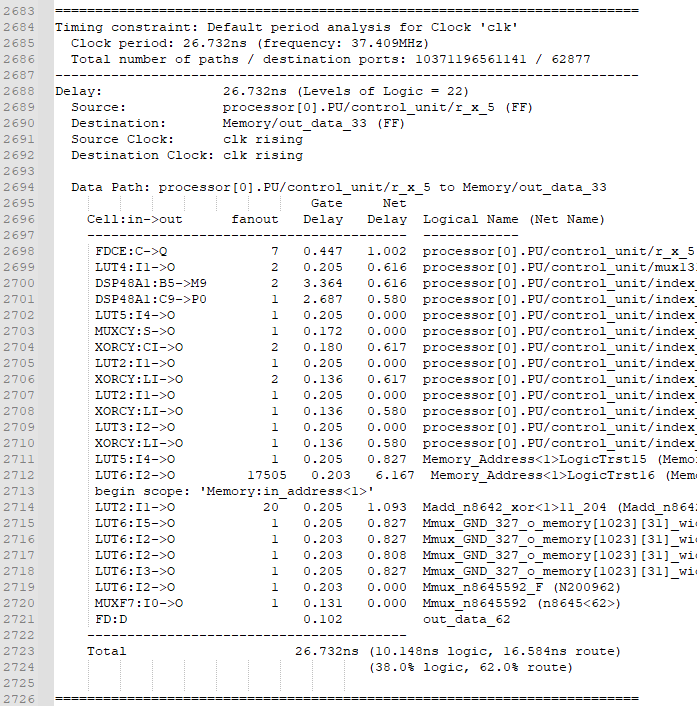 2683 =========================================================================
2684 Timing constraint: Default period analysis for Clock 'clk'
2685   Clock period: 26.732ns (frequency: 37.409MHz)
2686   Total number of paths / destination ports: 10371196561141 / 62877
2687 -------------------------------------------------------------------------
2688 Delay:               26.732ns (Levels of Logic = 22)
2689   Source:            processor[0].PU/control_unit/r_x_5 (FF)
2690   Destination:       Memory/out_data_33 (FF)
2691   Source Clock:      clk rising
2692   Destination Clock: clk rising
2693
2694   Data Path: processor[0].PU/control_unit/r_x_5 to Memory/out_data_33
2695                                Gate     Net
2696     Cell:in->out      fanout   Delay   Delay  Logical Name (Net Name)
2697     ----------------------------------------  ------------
2698      FDCE:C->Q             7   0.447   1.002  processor[0].PU/control_unit/r_x_5
2699      LUT4:I1->O            2   0.205   0.616  processor[0].PU/control_unit/mux13
2700      DSP48A1:B5->M9        2   3.364   0.616  processor[0].PU/control_unit/index_
2701      DSP48A1:C9->P0        1   2.687   0.580  processor[0].PU/control_unit/index_
2702      LUT5:I4->O            1   0.205   0.000  processor[0].PU/control_unit/index_
2703      MUXCY:S->O            1   0.172   0.000  processor[0].PU/control_unit/index_
2704      XORCY:CI->O           2   0.180   0.617  processor[0].PU/control_unit/index_
2705      LUT2:I1->O            1   0.205   0.000  processor[0].PU/control_unit/index_
2706      XORCY:LI->O           2   0.136   0.617  processor[0].PU/control_unit/index_
2707      LUT2:I1->O            1   0.205   0.000  processor[0].PU/control_unit/index_
2708      XORCY:LI->O           1   0.136   0.580  processor[0].PU/control_unit/index_
2709      LUT3:I2->O            1   0.205   0.000  processor[0].PU/control_unit/index_
2710      XORCY:LI->O           1   0.136   0.580  processor[0].PU/control_unit/index_
2711      LUT5:I4->O            1   0.205   0.827  Memory_Address<1>LogicTrst15 (Memo
2712      LUT6:I2->O        17505   0.203   6.167  Memory_Address<1>LogicTrst16 (Mem
2713      begin scope: 'Memory:in_address<1>'
2714      LUT2:I1->O           20   0.205   1.093  Madd_n8642_xor<1>11_204 (Madd_n864
2715      LUT6:I5->O            1   0.205   0.827  Mmux_GND_327_o_memory[1023][31]_wi
2716      LUT6:I2->O            1   0.203   0.827  Mmux_GND_327_o_memory[1023][31]_wi
2717      LUT6:I2->O            1   0.203   0.808  Mmux_GND_327_o_memory[1023][31]_wi
2718      LUT6:I3->O            1   0.205   0.827  Mmux_GND_327_o_memory[1023][31]_wi
2719      LUT6:I2->O            1   0.203   0.000  Mmux_n8645592_F (N200962)
2720      MUXF7:I0->O           1   0.131   0.000  Mmux_n8645592 (n8645<62>)
2721      FD:D                      0.102          out_data_62
2722     ----------------------------------------
2723     Total                     26.732ns (10.148ns logic, 16.584ns route)
2724                                        (38.0% logic, 62.0% route)
2725
2726 =========================================================================